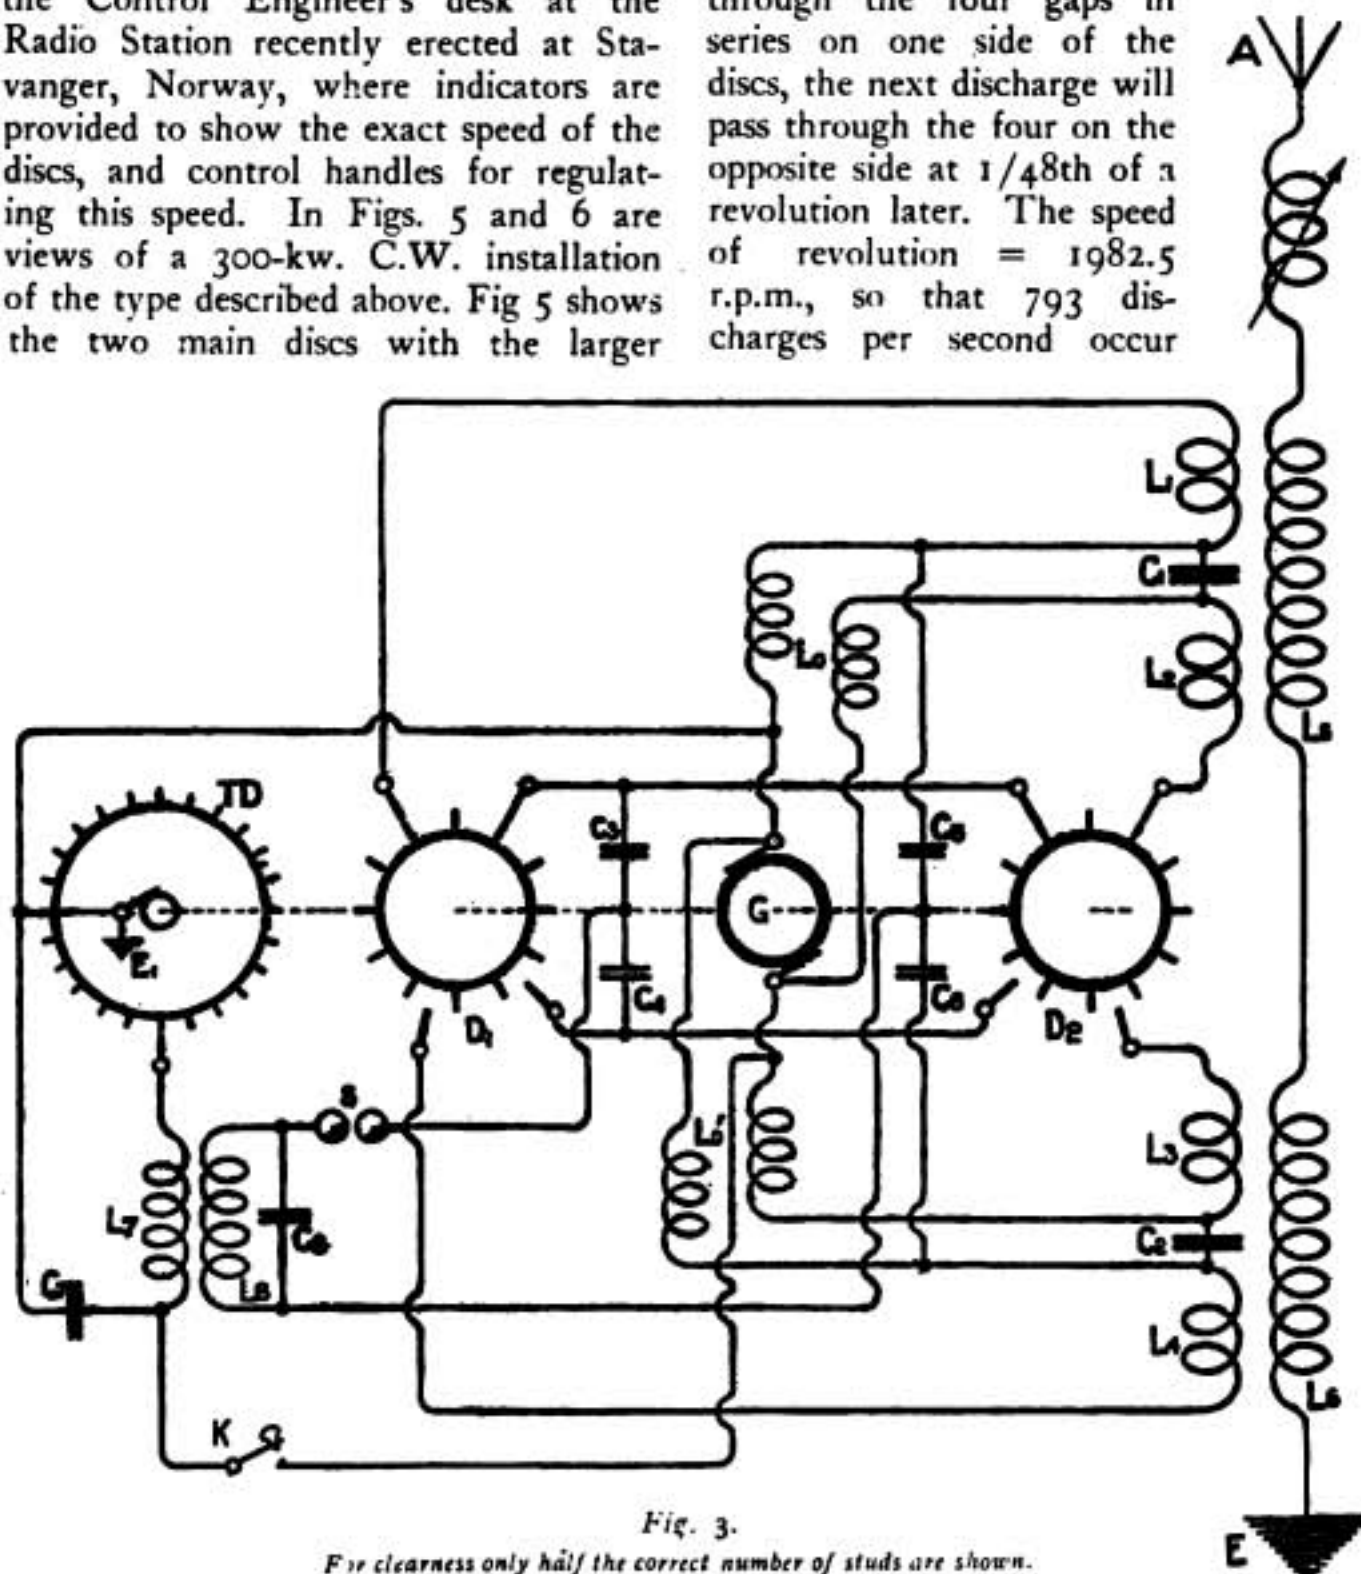 the Control Engineer's desk at the
Radio Station recently erected at Sta-
vanger, Norway, where indicators are
provided to show the exact speed of the
discs, and control handles for regulat-
ing this speed. In Figs. 5 and 6 are
views of a 300-kw. C.W. installation
of the type described above. Fig 5 shows
the two main discs with the larger
through the four gaps in
series on one side of the
discs, the next discharge will
pass through the four on the
opposite side at 1/48th of a
revolution later. The speed
of revolution = 1982.5
r.p.m., so that 793 dis-
charges per second occur
A
L1
C1
L0
L2
L5
TD
C3
C5
G
E1
C4
C6
D1
D2
S
L0'
L3
L7
C8
C2
L8
C7
L4
L6
K
Fig. 3.
E
For clearness only half the correct number of studs are shown.